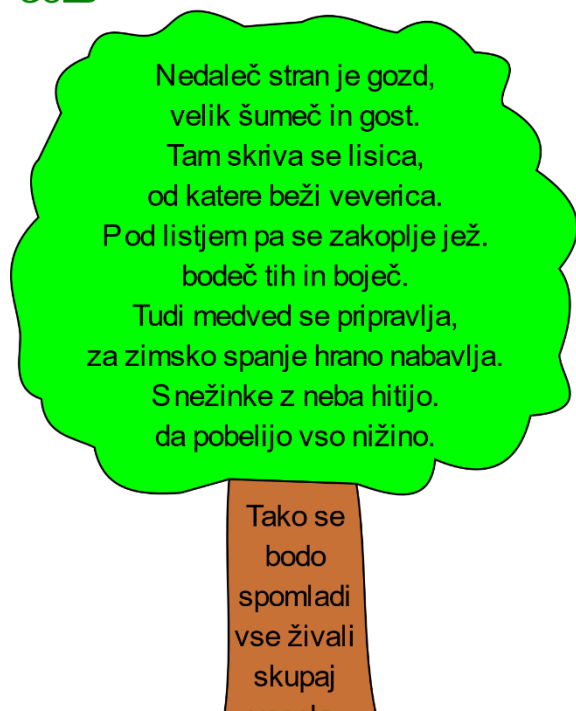 Nedaleč stran je gozd,
velik šumeč in gost.
Tam skriva se lisica,
od katere beži veverica.
Pod listjem pa se zakoplje jež.
bodeč tih in boječ.
Tudi medved se pripravlja,
za zimsko spanje hrano nabavlja.
Snežinke z neba hitijo.
da pobelijo vso nižino.
Tako se
bodo
spomladi
vse živali
skupaj